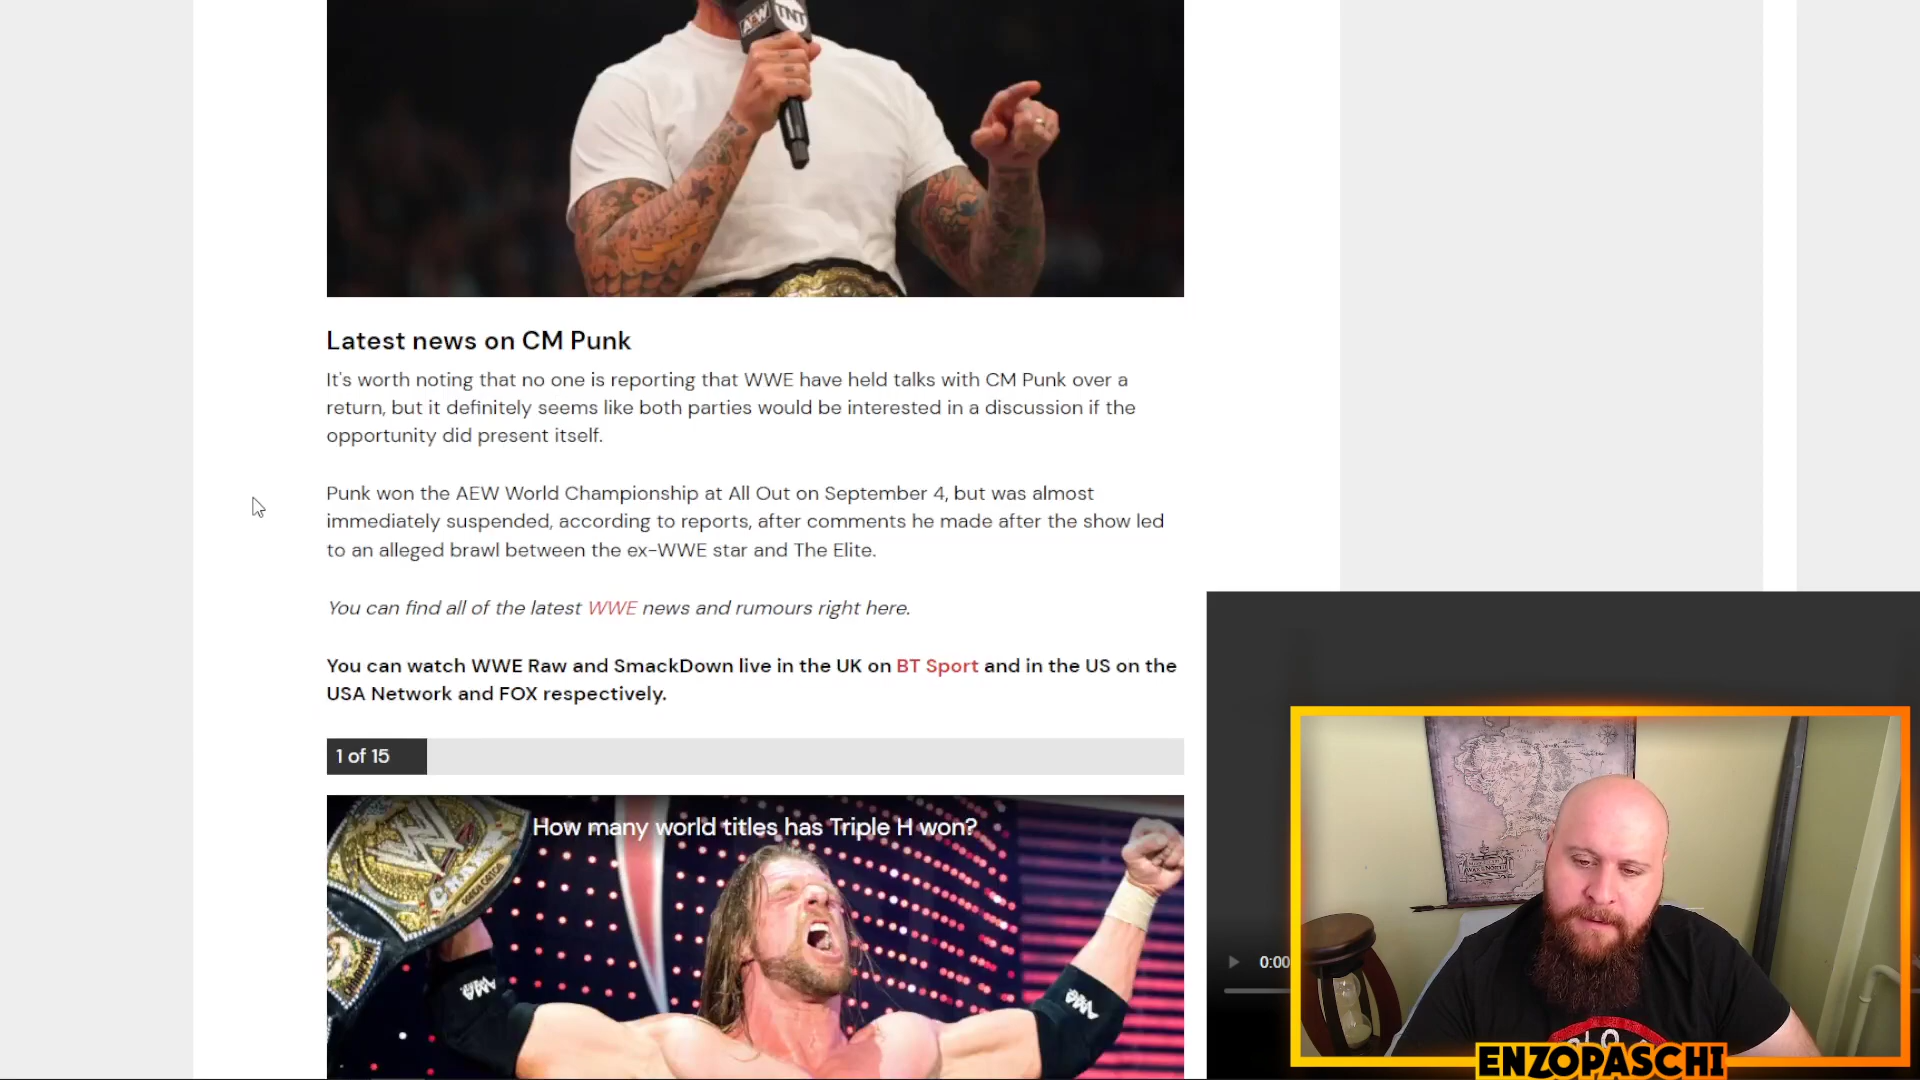 AEW
TNT
Latest news on CM Punk
It's worth noting that no one is reporting that WWE have held talks with CM Punk over a
return, but it definitely seems like both parties would be interested in a discussion if the
opportunity did present itself.
Punk won the AEW World Championship at All Out on September 4, but was almost
immediately suspended, according to reports, after comments he made after the show led
to an alleged brawl between the ex-WWE star and The Elite.
You can find all of the latest WWE news and rumours right here.
You can watch WWE Raw and SmackDown live in the UK on BT Sport and in the US on the
USA Network and FOX respectively.
1 of 15
How many world titles has Triple H won?
0:00
ENZOPASCHI